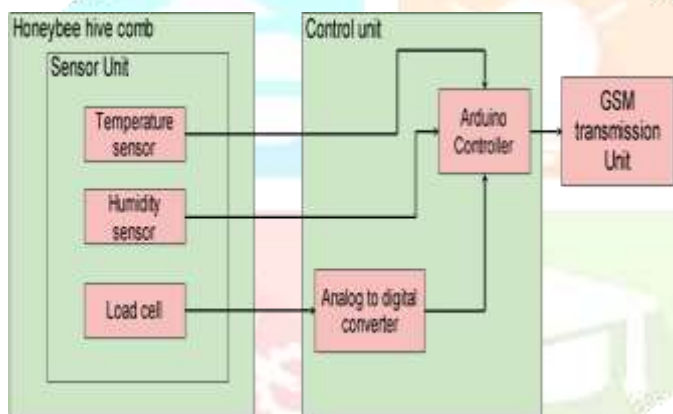 Honeybee hive comb
Sensor Unit
Temperature
sensor
Humidity
sensor
Load cell
Control unit
Arduino
Controller
Analog to digital
converter
GSM
transmission
Unit